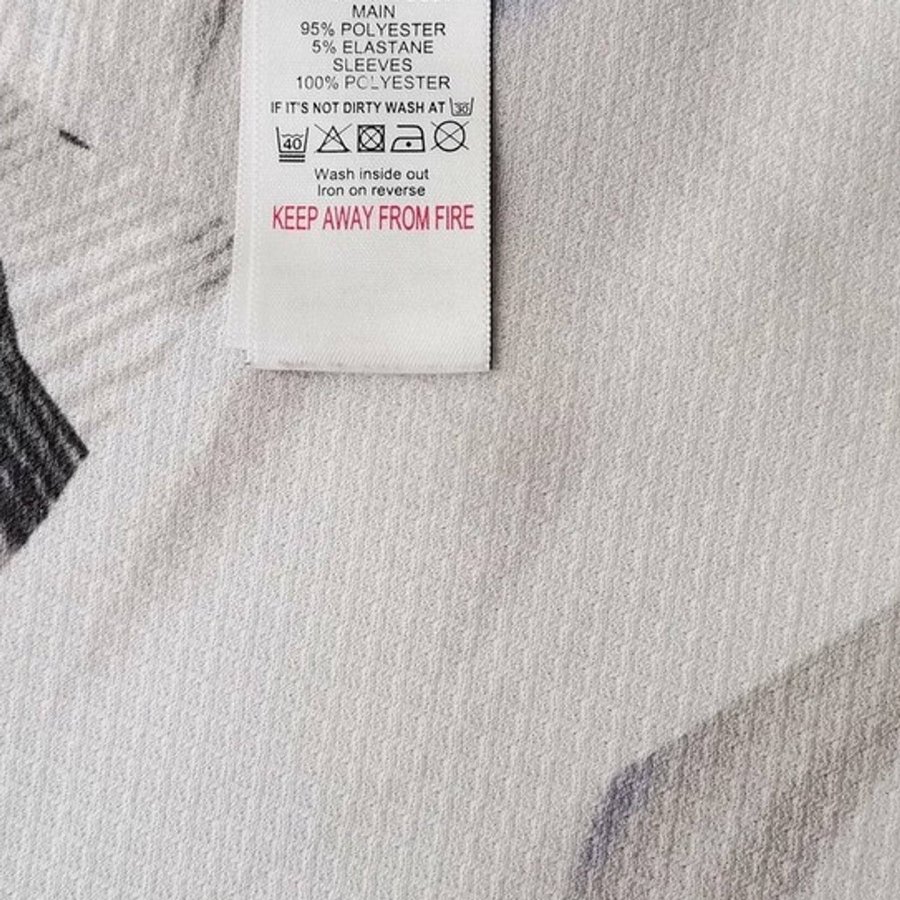 MAIN
95% POLYESTER
5% ELASTANE
SLEEVES
100% POLYESTER
IF IT'S NOT DIRTY WASH AT 30
40
Wash inside out
Iron on reverse
KEEP AWAY FROM FIRE